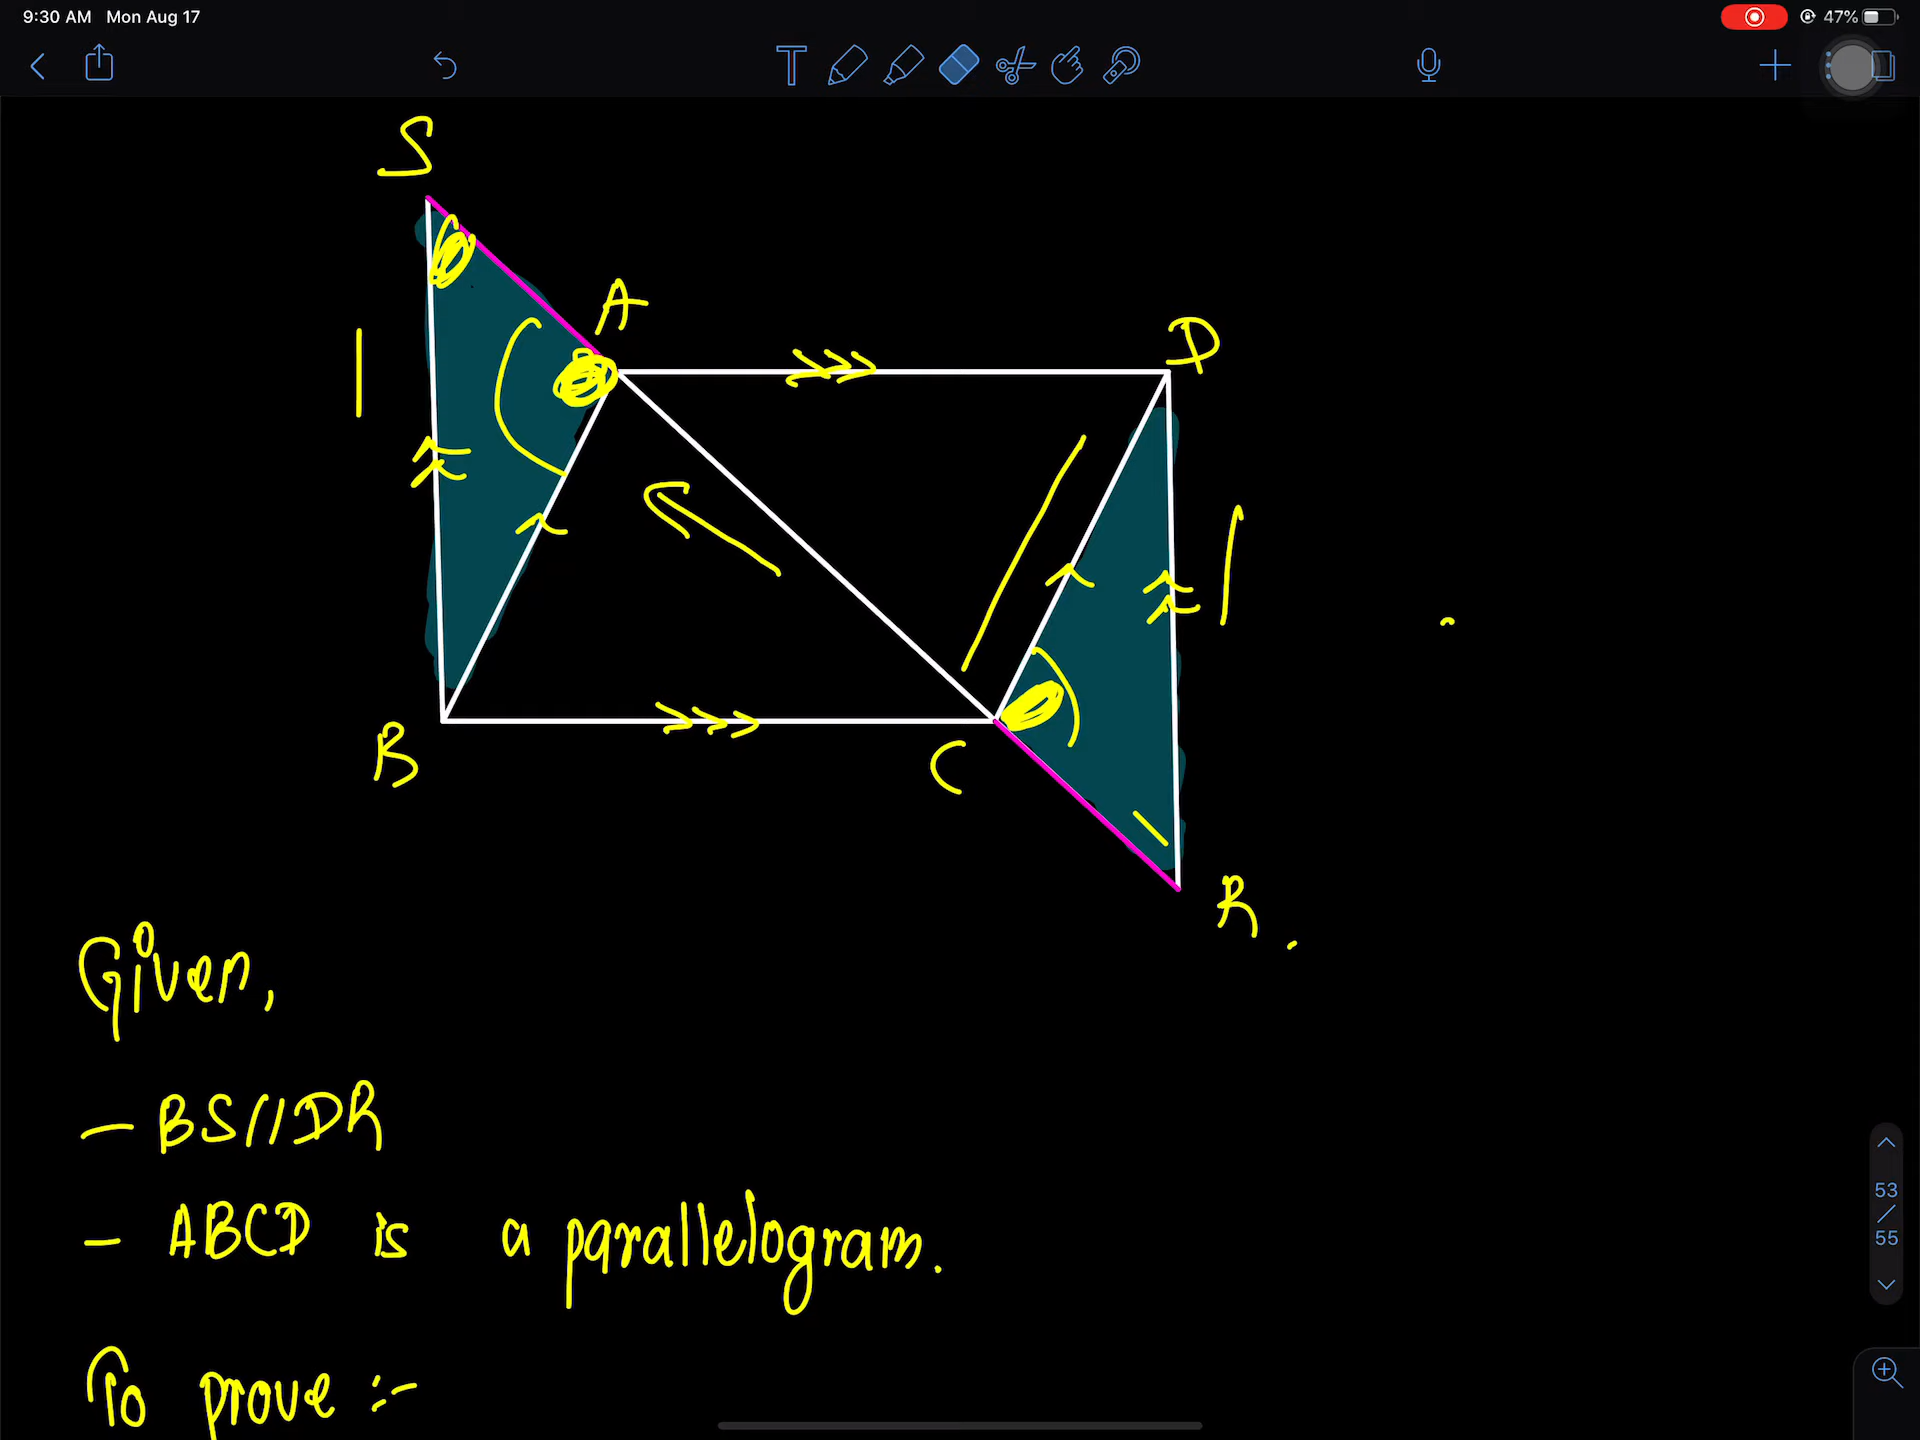 9:30 AM Mon Aug 17
47%
T
S
A
D
B
C
R.
Given,
- BS//DR
- ABCD is a parallelogram.
To prove :-
53
/
55